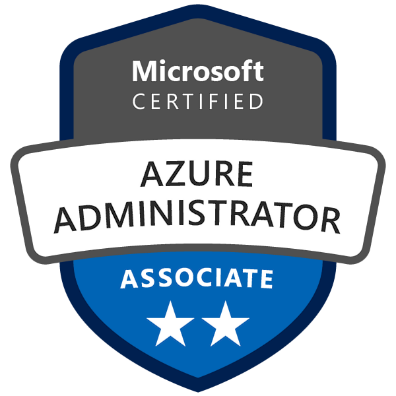 Microsoft
CERTIFIED
AZURE
ADMINISTRATOR
ASSOCIATE